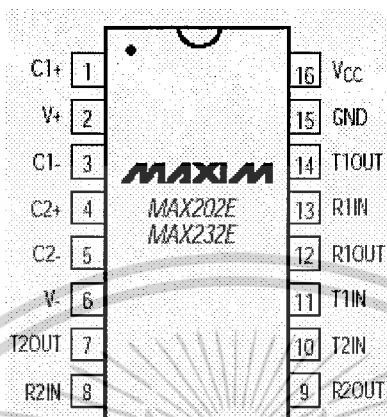 C1+ 1 16 VCC
V+ 2 15 GND
C1- 3 14 T1OUT
MAXIM
C2+ 4 MAX202E 13 R1IN
MAX232E
C2- 5 12 R1OUT
V- 6 11 T1IN
T2OUT 7 10 T2IN
R2IN 8 9 R2OUT